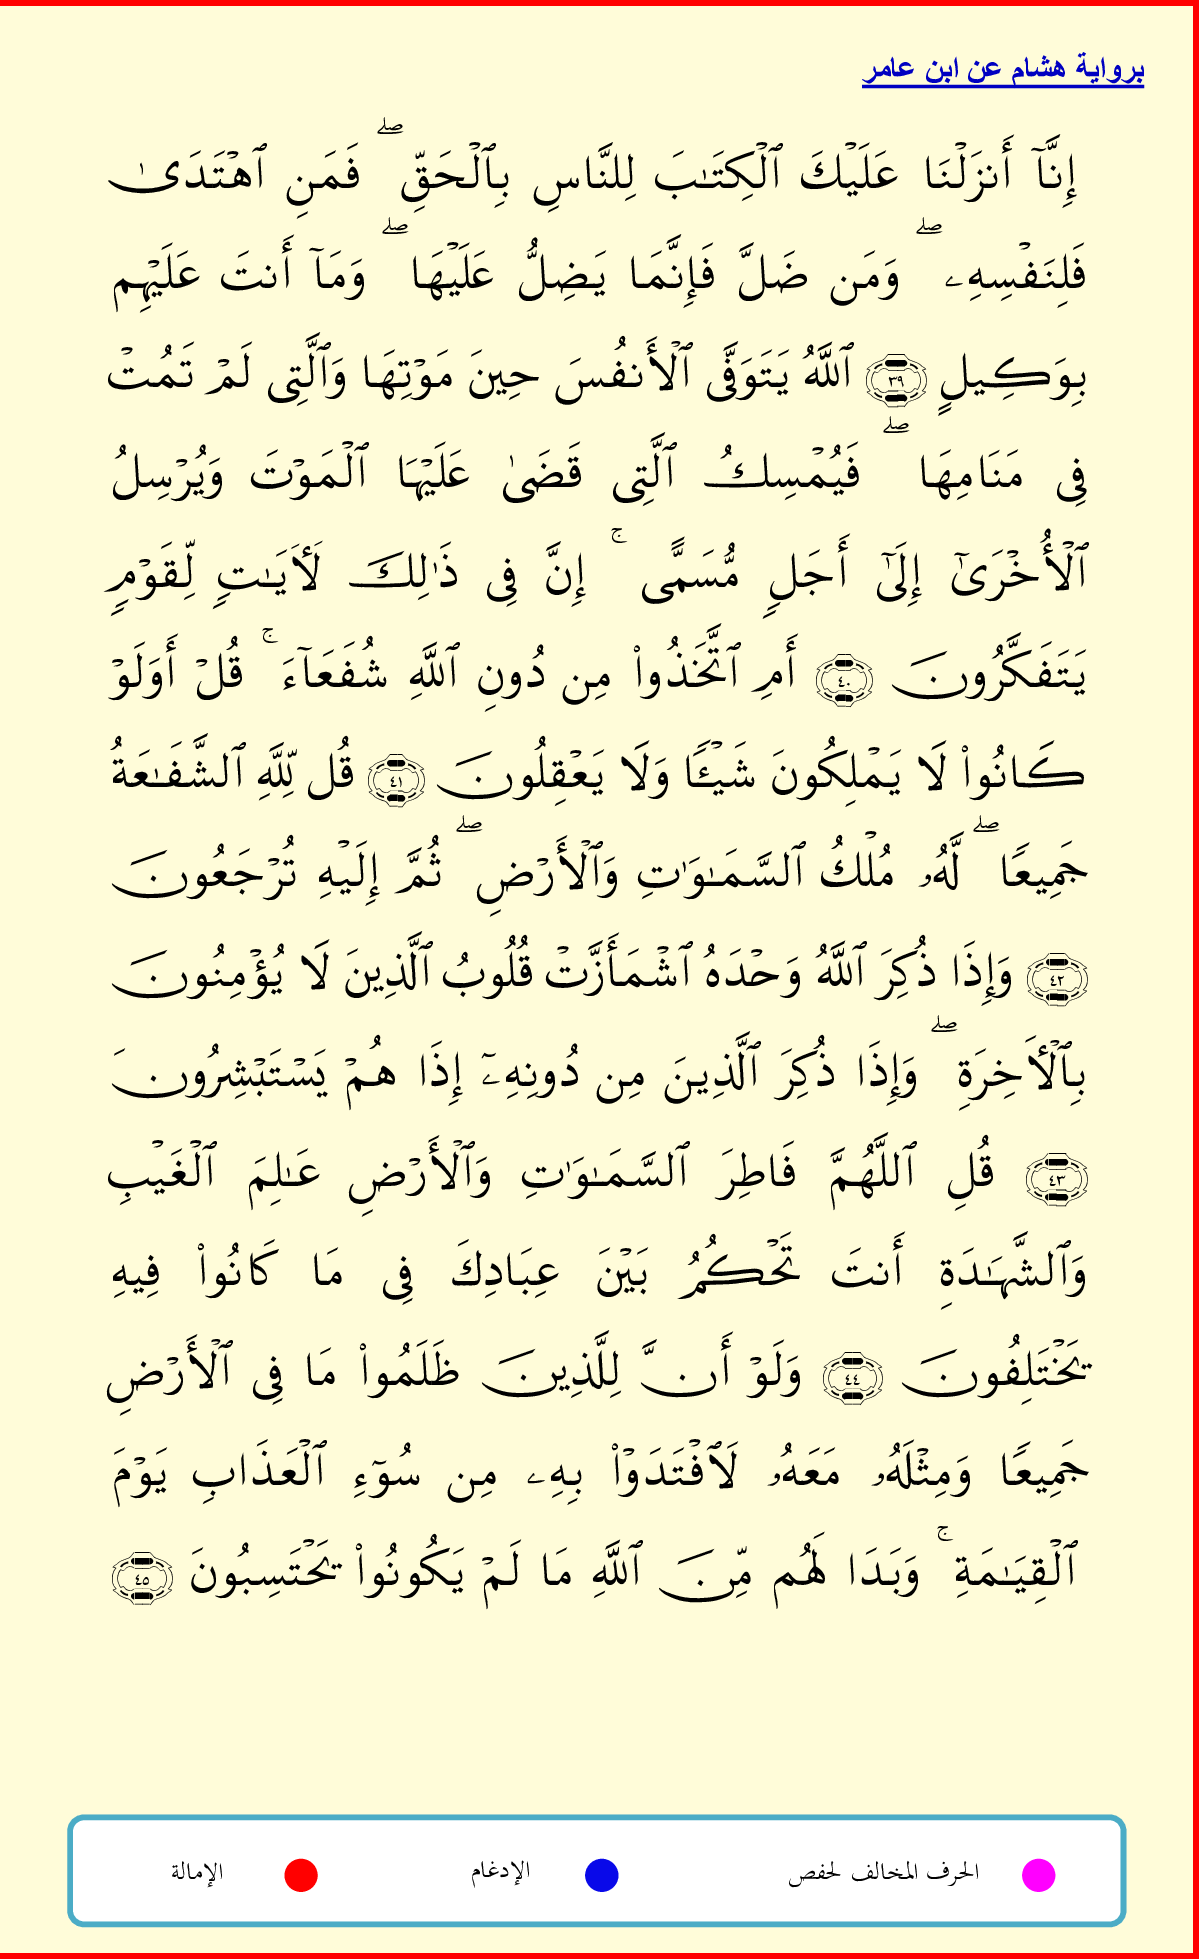 برواية هشام عن ابن عامر
إِنَّآ أَنزَلۡنَا عَلَيۡكَ ٱلۡكِتَٰبَ لِلنَّاسِ بِٱلۡحَقِّۖ فَمَنِ ٱهۡتَدَىٰ
فَلِنَفۡسِهِۦۖ وَمَن ضَلَّ فَإِنَّمَا يَضِلُّ عَلَيۡهَاۖ وَمَآ أَنتَ عَلَيۡهِم
بِوَكِيلٍ ٣٩ ٱللَّهُ يَتَوَفَّى ٱلۡأَنفُسَ حِينَ مَوۡتِهَا وَٱلَّتِي لَمۡ تَمُتۡ
فِي مَنَامِهَاۖ فَيُمۡسِكُ ٱلَّتِي قَضَىٰ عَلَيۡهَا ٱلۡمَوۡتَ وَيُرۡسِلُ
ٱلۡأُخۡرَىٰٓ إِلَىٰٓ أَجَلٍ مُّسَمًّىۚ إِنَّ فِي ذَٰلِكَ لَأٓيَٰتٍ لِّقَوۡمٍ
يَتَفَكَّرُونَ ٤٠ أَمِ ٱتَّخَذُواْ مِن دُونِ ٱللَّهِ شُفَعَآءَۚ قُلۡ أَوَلَوۡ
كَانُواْ لَا يَمۡلِكُونَ شَيۡـًٔا وَلَا يَعۡقِلُونَ ٤١ قُل لِّلَّهِ ٱلشَّفَٰعَةُ
جَمِيعًاۖ لَّهُۥ مُلۡكُ ٱلسَّمَٰوَٰتِ وَٱلۡأَرۡضِۖ ثُمَّ إِلَيۡهِ تُرۡجَعُونَ
٤٢ وَإِذَا ذُكِرَ ٱللَّهُ وَحۡدَهُ ٱشۡمَأَزَّتۡ قُلُوبُ ٱلَّذِينَ لَا يُؤۡمِنُونَ
بِٱلۡأٓخِرَةِۖ وَإِذَا ذُكِرَ ٱلَّذِينَ مِن دُونِهِۦٓ إِذَا هُمۡ يَسۡتَبۡشِرُونَ
٤٣ قُلِ ٱللَّهُمَّ فَاطِرَ ٱلسَّمَٰوَٰتِ وَٱلۡأَرۡضِ عَٰلِمَ ٱلۡغَيۡبِ
وَٱلشَّهَٰدَةِ أَنتَ تَحۡكُمُ بَيۡنَ عِبَادِكَ فِي مَا كَانُواْ فِيهِ
يَخۡتَلِفُونَ ٤٤ وَلَوۡ أَنَّ لِلَّذِينَ ظَلَمُواْ مَا فِي ٱلۡأَرۡضِ
جَمِيعًا وَمِثۡلَهُۥ مَعَهُۥ لَٱفۡتَدَوۡاْ بِهِۦ مِن سُوٓءِ ٱلۡعَذَابِ يَوۡمَ
ٱلۡقِيَٰمَةِۚ وَبَدَا لَهُم مِّنَ ٱللَّهِ مَا لَمۡ يَكُونُواْ يَحۡتَسِبُونَ ٤٥
الحرف المخالف لحفص الإدغام الإمالة